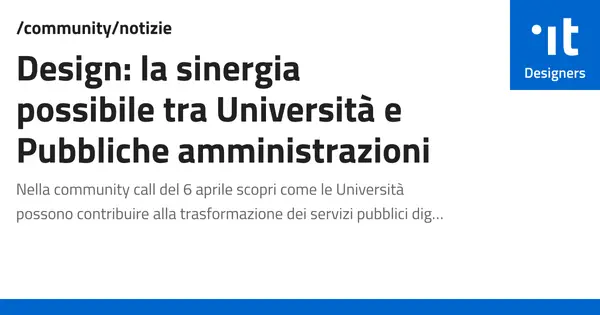 /community/notizie
Design: la sinergia
possibile tra Università e
Pubbliche amministrazioni
Nella community call del 6 aprile scopri come le Università
possono contribuire alla trasformazione dei servizi pubblici dig…
·it
Designers